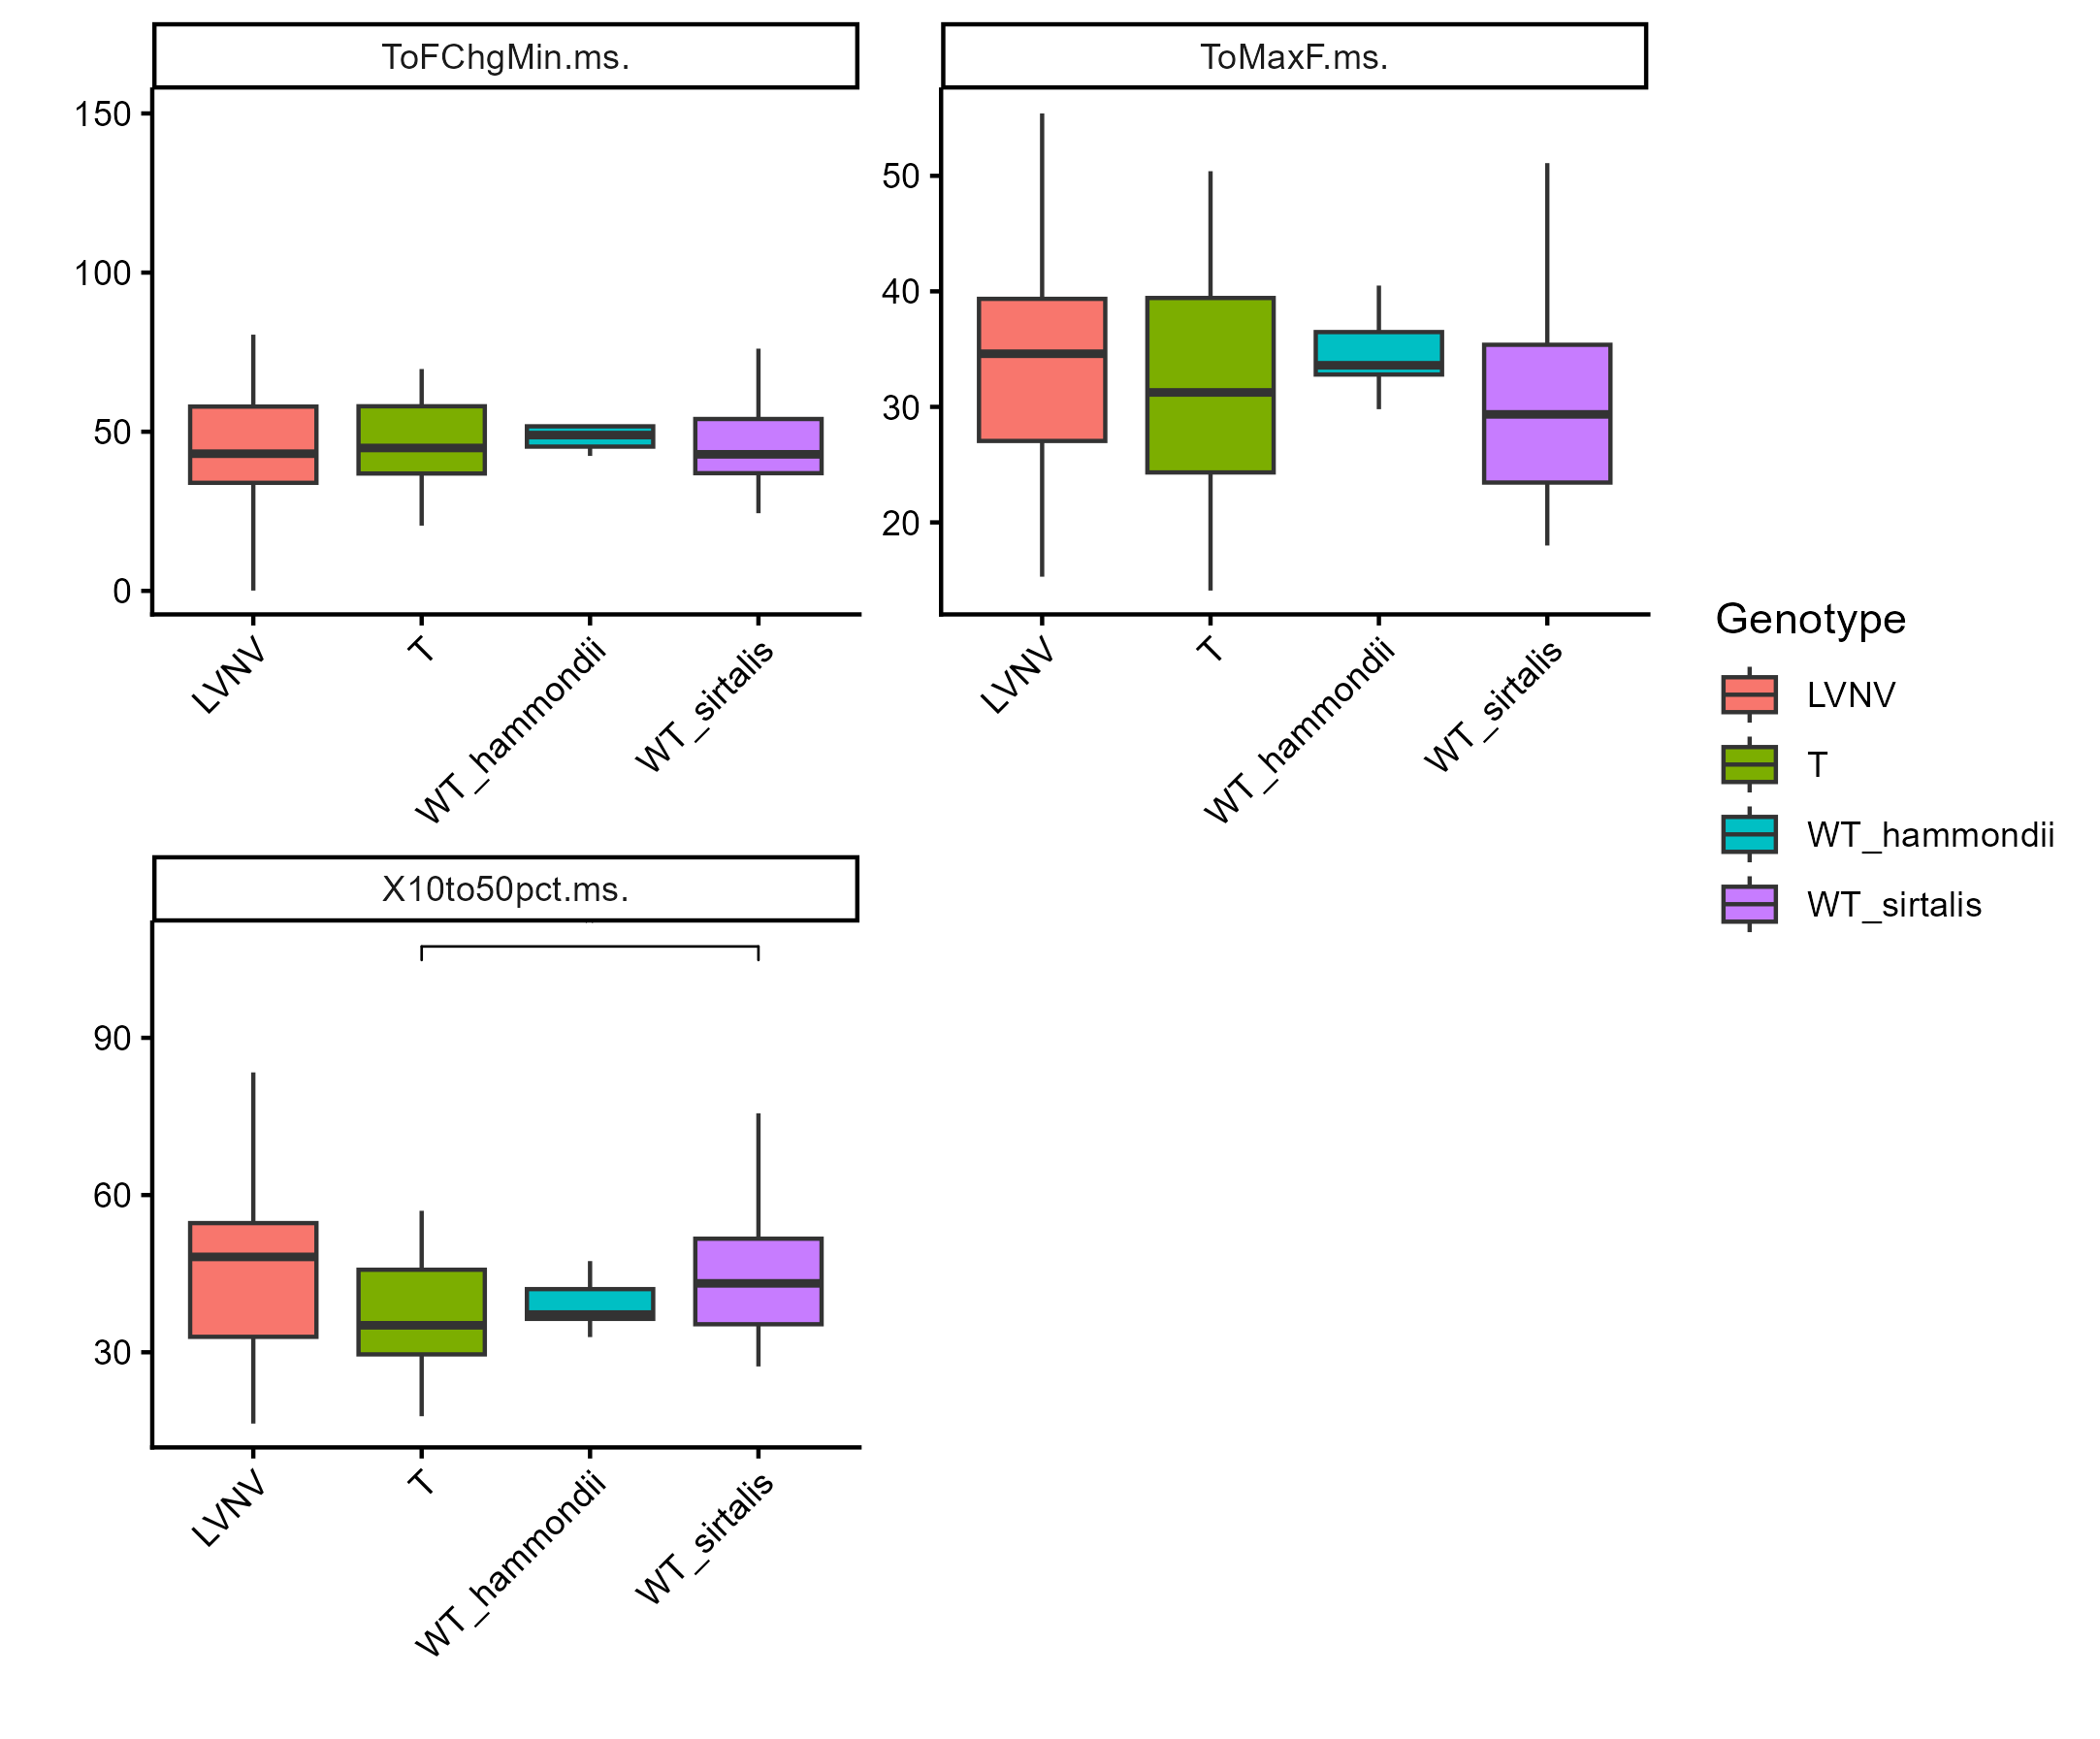 ToFChgMin.ms.
150
100
50
0
LVNV
T
WT_hammondii
WT_sirtalis
ToMaxF.ms.
50
40
30
20
LVNV
T
WT_hammondii
WT_sirtalis
Genotype
LVNV
T
WT_hammondii
WT_sirtalis
X10to50pct.ms.
90
60
30
LVNV
T
WT_hammondii
WT_sirtalis